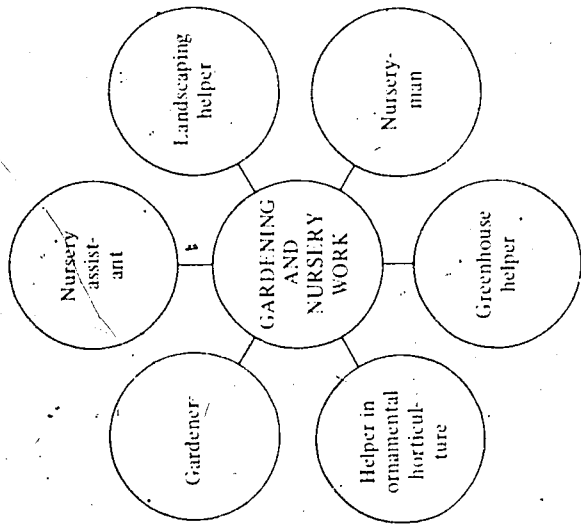 Nursery
assist-
ant
Gardener
Landscaping
helper
GARDENING
AND
NURSERY
WORK
Helper in
ornamental
horticul-
ture
Nursery-
man
Greenhouse
helper